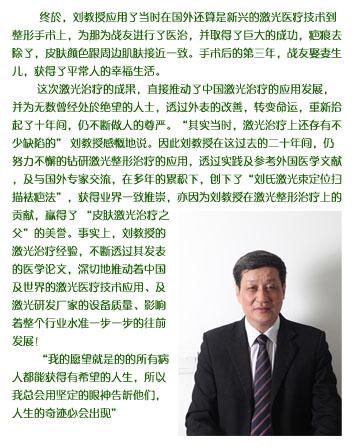 终於，刘教授应用了当时在国外还算是新兴的激光医疗技术到
整形手术上，为那为战友进行了医治，并取得了巨大的成功，疤痕去
除了，皮肤颜色跟周边肌肤接近一致。手术后的第三年，战友娶妻生
儿，获得了平常人的幸福生活。
这次激光治疗的成果，直接推动了中国激光治疗的应用发展，
并为无数曾经处於绝望的人士，透过外表的改善，转变命运，重新拾
起了十年间，仍不断做人的尊严。“其实当时，激光治疗上还存有不
少缺陷的” 刘教授感慨地说。因此刘教授在这过去的二十年间，仍
努力不懈的钻研激光整形治疗的应用，透过实践及参考外国医学文献
，及与国外专家交流，在多年的累积下，创下了“刘氏激光束定位扫
描祛疤法”，获得业界一致推崇，亦因为刘教授在激光整形治疗上的
贡献，赢得了 “皮肤激光治疗之
父”的美誉。事实上，刘教授的
激光治疗经验，不断透过其发表
的医学论文，深切地推动着中国
及世界的激光医疗技术应用、及
激光研发厂家的设备质量、影响
着整个行业水准一步一步的往前
发展！
“我的愿望就是的的所有病
人都能获得有希望的人生，所以
我总会用坚定的眼神告訢他们，
人生的奇迹必会出现”